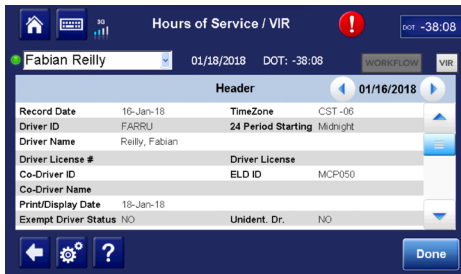 3G Hours of Service / VIR ! DOT -38:08
Fabian Reilly 01/18/2018 DOT: -38:08 WORKFLOW VIR
Header 01/16/2018
Record Date 16-Jan-18 TimeZone CST -06
Driver ID FARRU 24 Period Starting Midnight
Driver Name Reilly, Fabian
Driver License # Driver License
Co-Driver ID ELD ID MCP050
Co-Driver Name
Print/Display Date 18-Jan-18
Exempt Driver Status NO Unident. Dr. NO
? Done